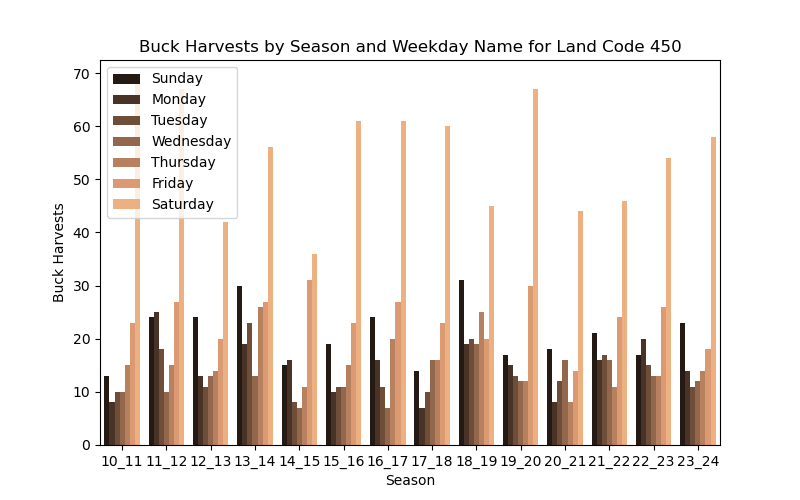 Buck Harvests by Season and Weekday Name for Land Code 450
Sunday
Monday
Tuesday
Wednesday
Thursday
Friday
Saturday
70
60
50
40
30
20
10
0
Buck Harvests
10_11 11_12 12_13 13_14 14_15 15_16 16_17 17_18 18_19 19_20 20_21 21_22 22_23 23_24
Season